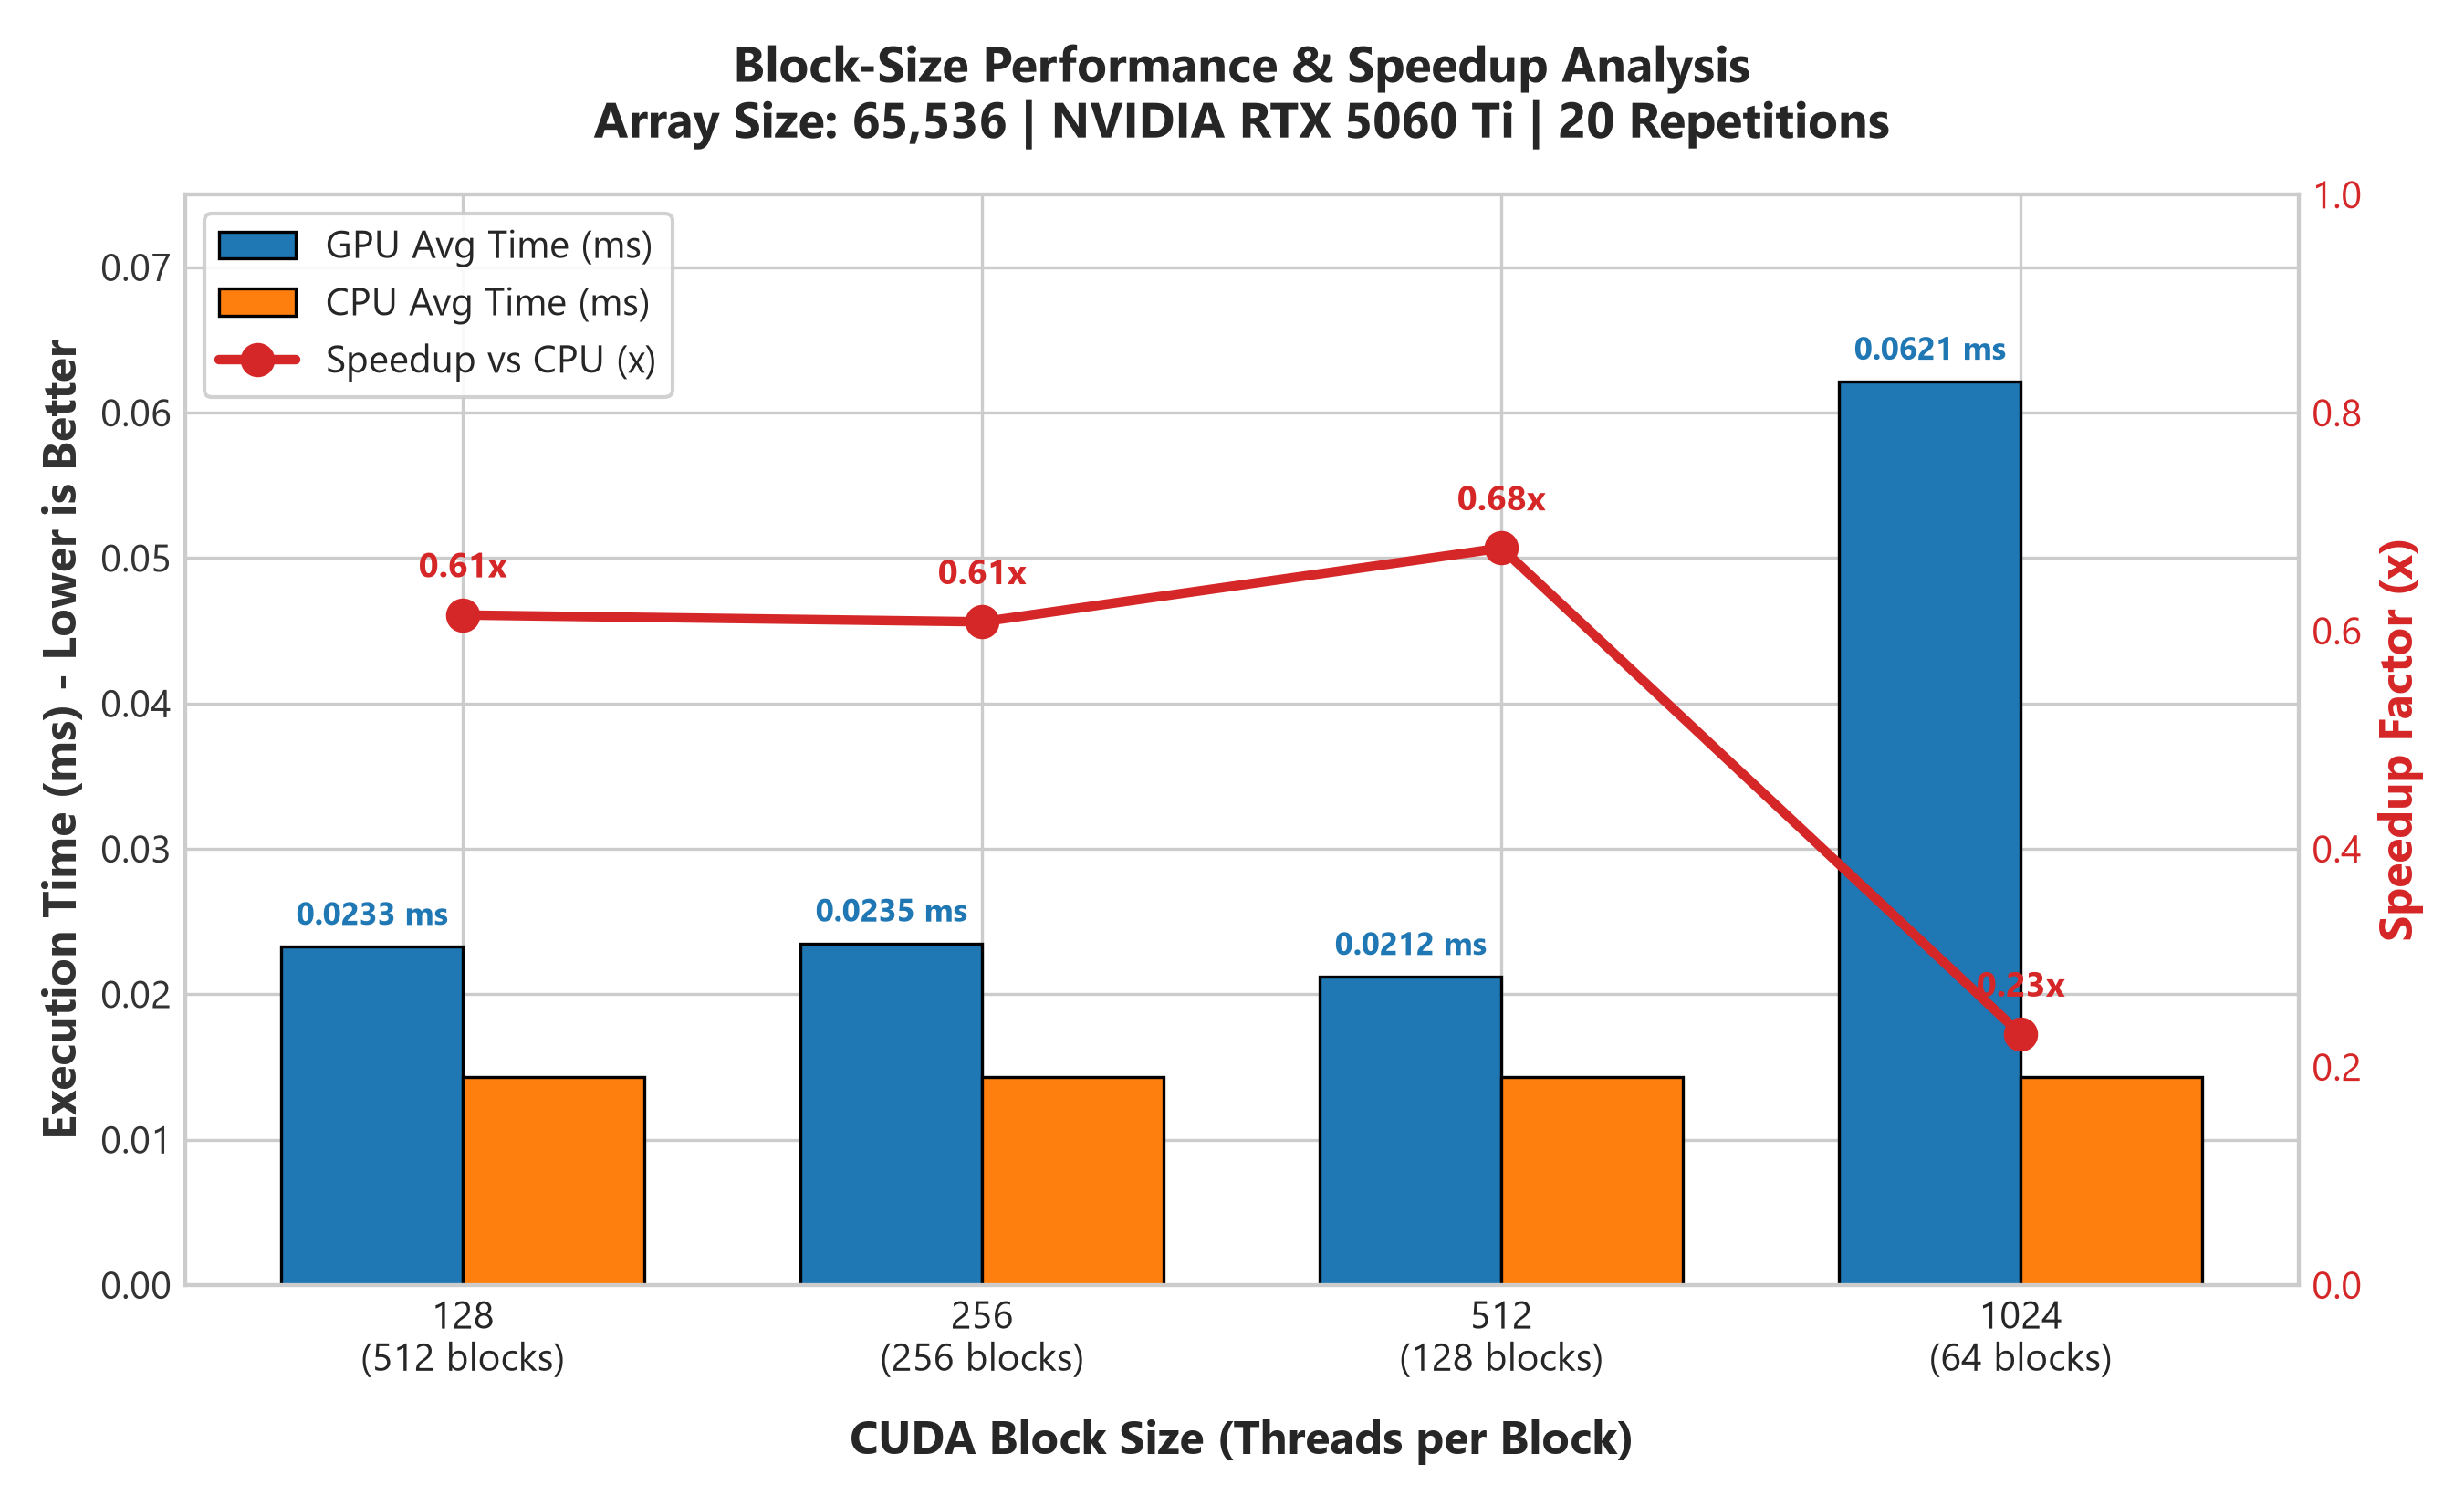 Block-Size Performance & Speedup Analysis
Array Size: 65,536 | NVIDIA RTX 5060 Ti | 20 Repetitions
GPU Avg Time (ms)
CPU Avg Time (ms)
Speedup vs CPU (x)
Execution Time (ms) - Lower is Better
0.07
0.06
0.05
0.04
0.03
0.02
0.01
0.00
0.0233 ms
0.0235 ms
0.0212 ms
0.0621 ms
0.61x
0.61x
0.68x
0.23x
1.0
0.8
0.6
0.4
0.2
0.0
Speedup Factor (x)
128
(512 blocks)
256
(256 blocks)
512
(128 blocks)
1024
(64 blocks)
CUDA Block Size (Threads per Block)